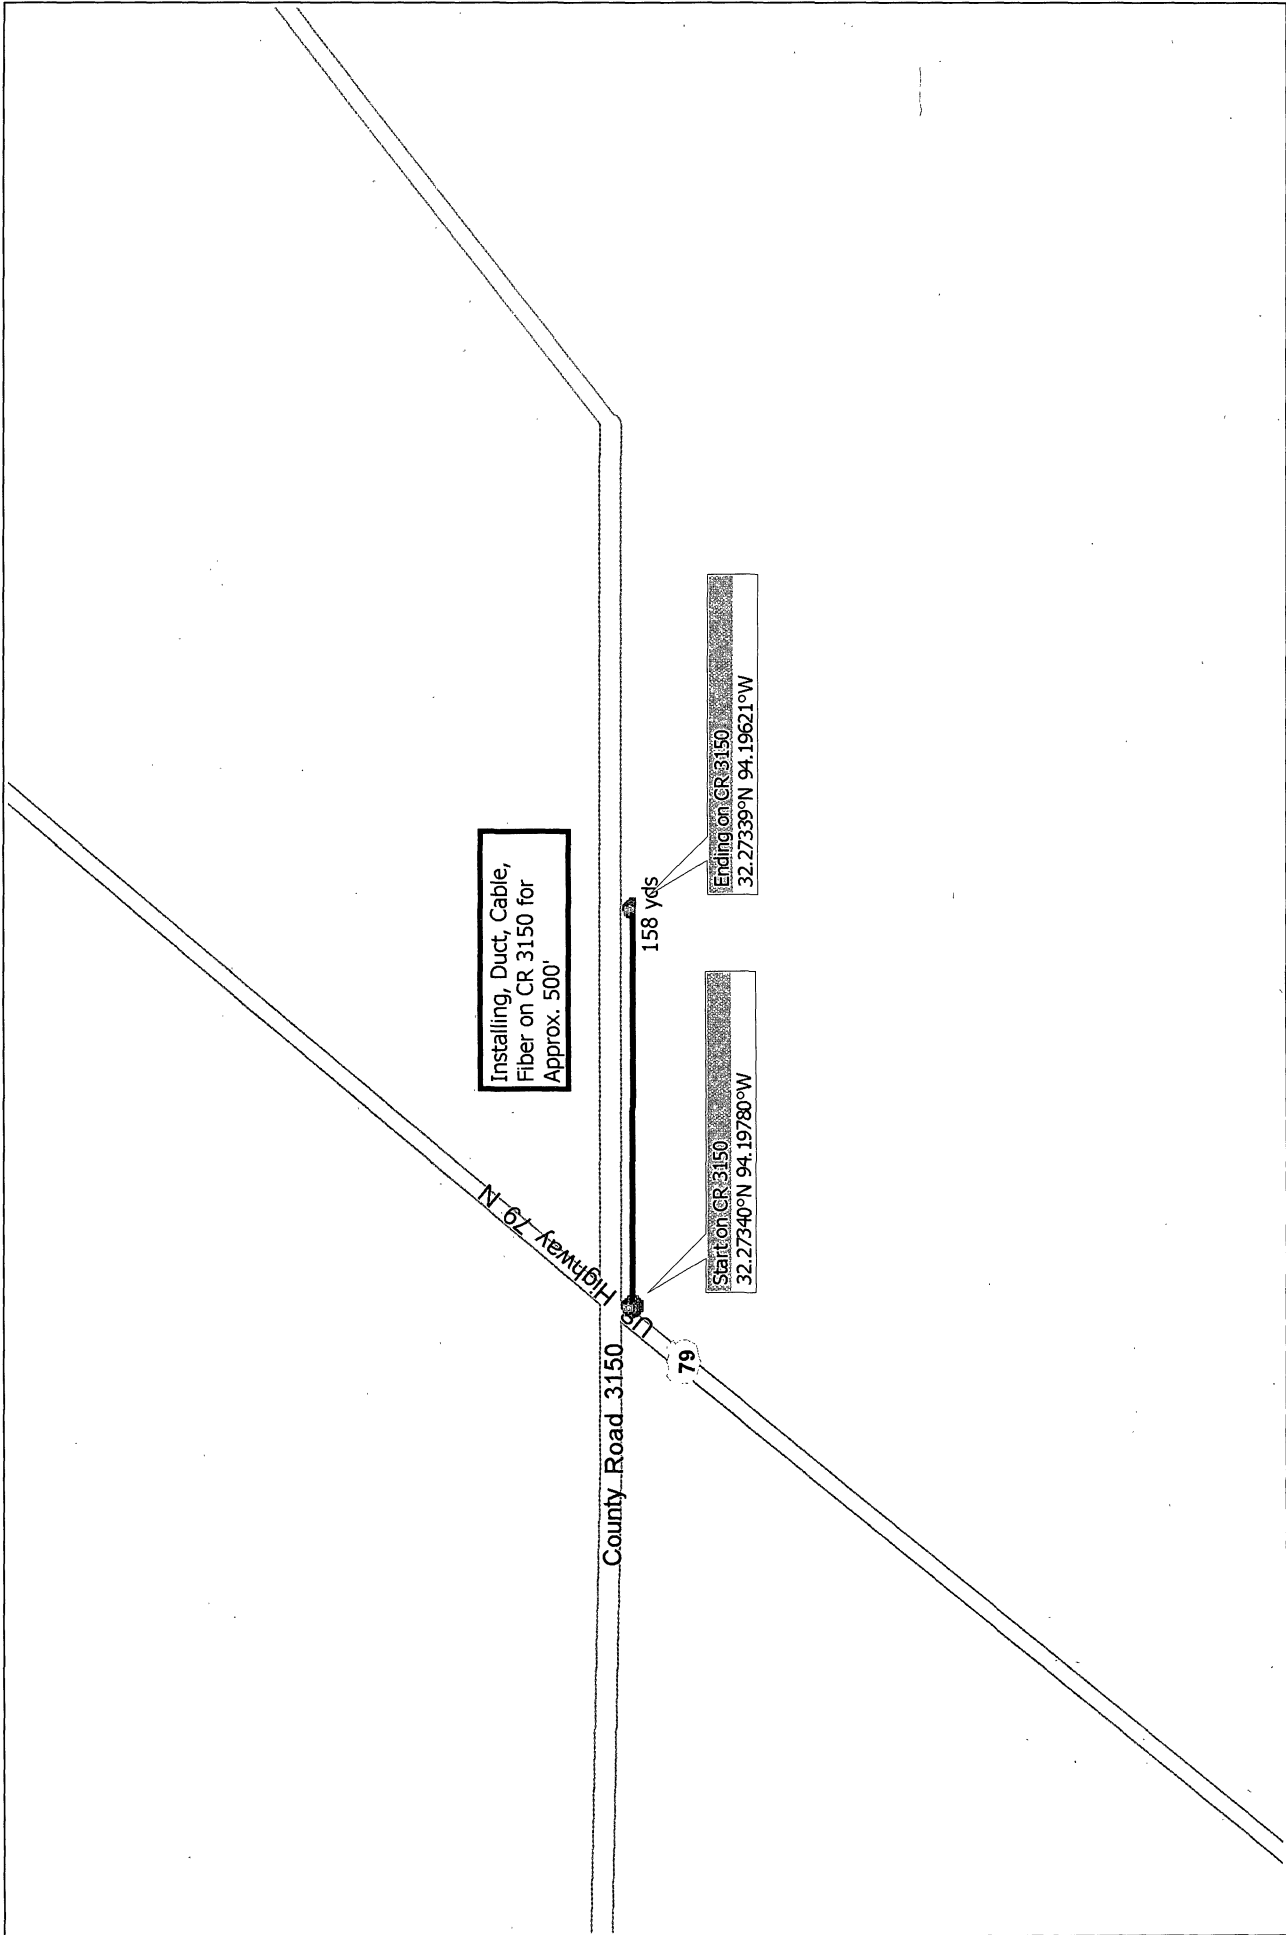 Installing, Duct, Cable,
Fiber on CR 3150 for
Approx. 500'
US Highway 79 N
County Road 3150
79
158 yds
Start on CR 3150
32.27340°N 94.19780°W
Ending on CR 3150
32.27339°N 94.19621°W